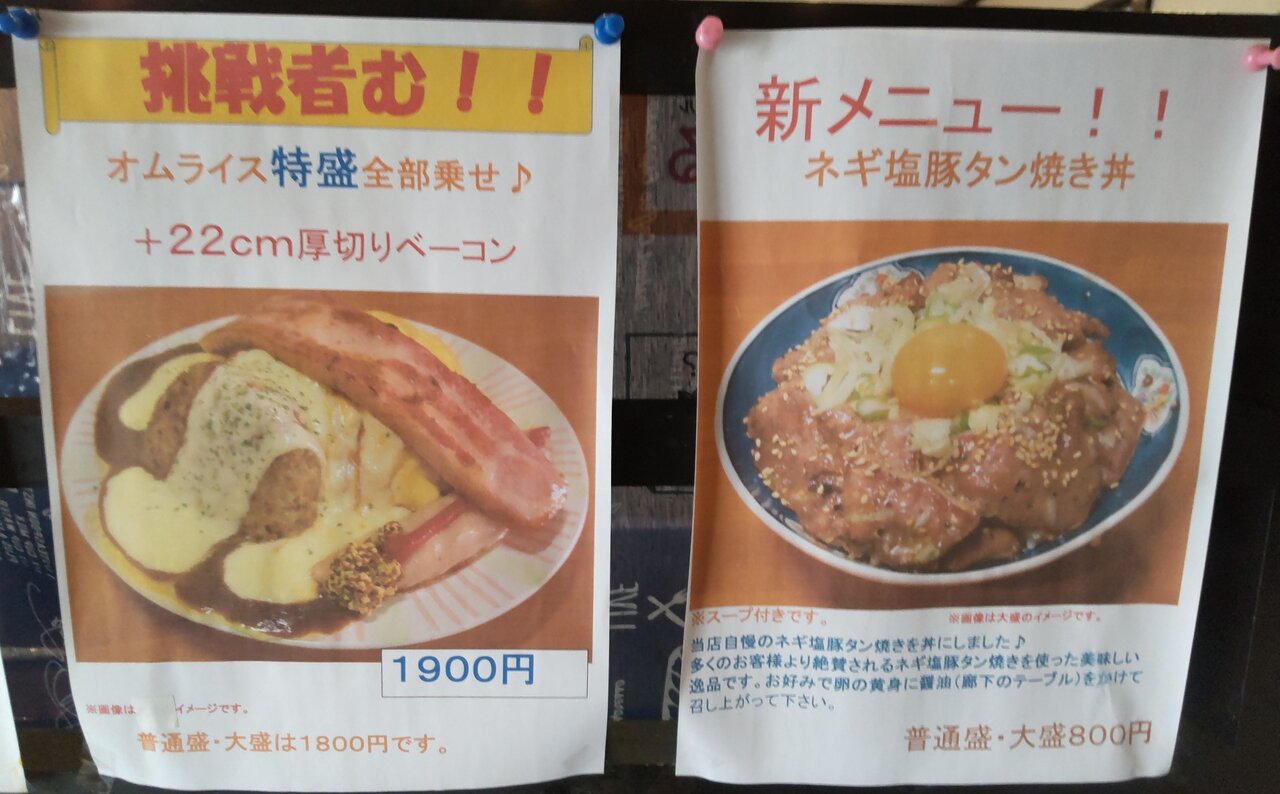 挑戦者む！！
オムライス特盛全部乗せ♪
＋22cm厚切りベーコン
1900円
※画像は
イメージです。
普通盛・大盛は1800円です。
新メニュー！！
ネギ塩豚タン焼き丼
※スープ付きです。
※画像は大盛のイメージです。
当店自慢のネギ塩豚タン焼きを丼にしました♪
多くのお客様より絶賛されるネギ塩豚タン焼きを使った美味しい
逸品です。お好みで卵の黄身に醤油（廊下のテーブル）をかけて
召し上がって下さい。
普通盛・大盛800円